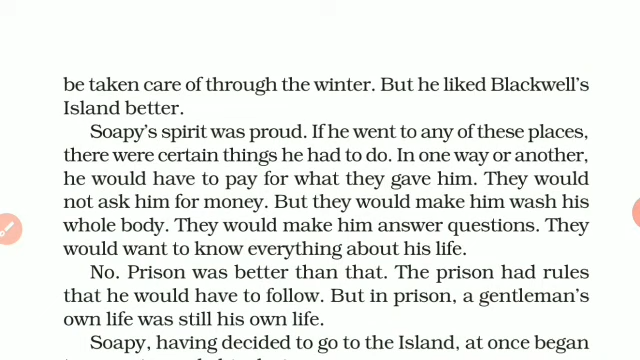 be taken care of through the winter. But he liked Blackwell's
Island better.
Soapy's spirit was proud. If he went to any of these places,
there were certain things he had to do. In one way or another,
he would have to pay for what they gave him. They would
not ask him for money. But they would make him wash his
whole body. They would make him answer questions. They
would want to know everything about his life.
No. Prison was better than that. The prison had rules
that he would have to follow. But in prison, a gentleman's
own life was still his own life.
Soapy, having decided to go to the Island, at once began